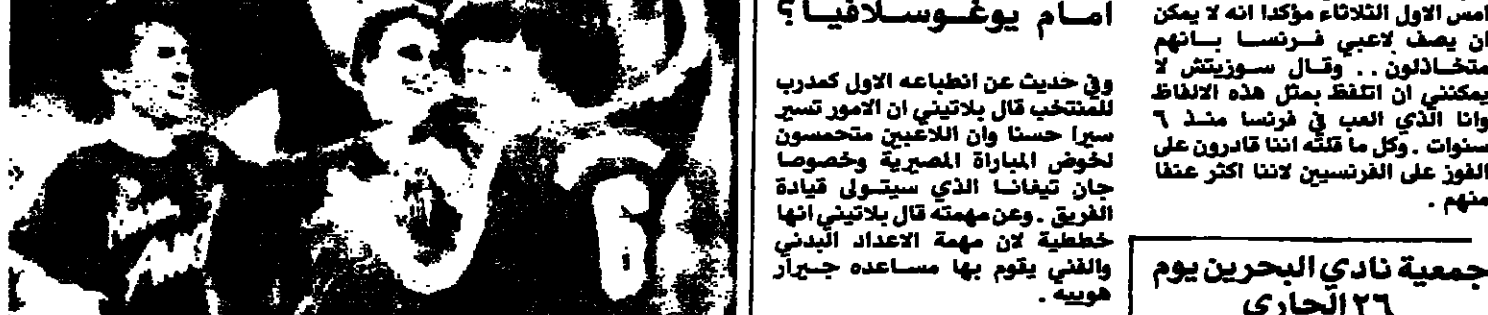 امس الاول الثلاثاء مؤكدا انه لا يمكن
ان يصف لاعبي فرنسا بانهم
متخاذلون .. وقال سوزيتش لا
يمكنني ان اتلفظ بمثل هذه الالفاظ
وانا الذي العب في فرنسا منذ ٦
سنوات . وكل ما قلته اننا قادرون على
الفوز على الفرنسيين لاننا اكثر عنفا
منهم .
جمعية نادي البحرين يوم
٢٦ الجاري
امام يوغوسلافيا ؟
وفي حديث عن انطباعه الاول كمدرب
للمنتخب قال بلاتيني ان الامور تسير
سيرا حسنا وان اللاعبين متحمسون
لخوض المباراة المصيرية وخصوصا
جان تيغانا الذي سيتولى قيادة
الفريق . وعن مهمته قال بلاتيني انها
خططية لان مهمة الاعداد البدني
والفني يقوم بها مساعده جيرار
هوييه .